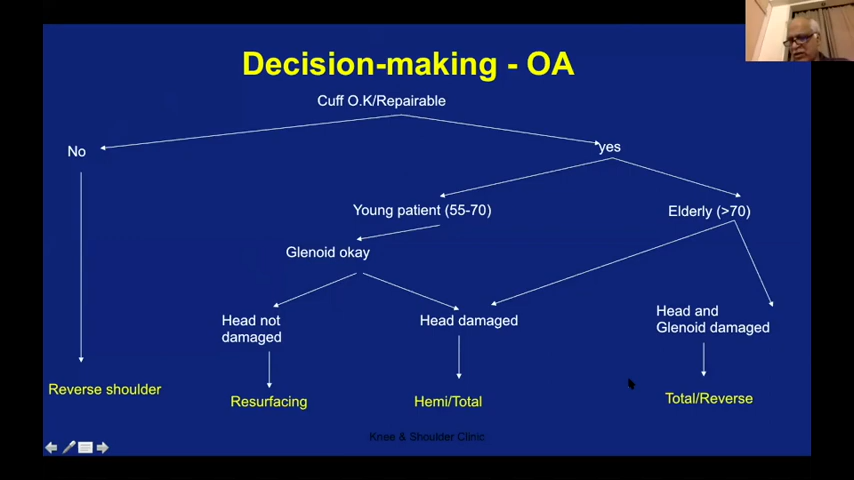 Decision-making - OA
Cuff O.K/Repairable
No
yes
Young patient (55-70)
Elderly (>70)
Glenoid okay
Head not
damaged
Head damaged
Head and
Glenoid damaged
Reverse shoulder
Resurfacing
Hemi/Total
Total/Reverse
Knee & Shoulder Clinic